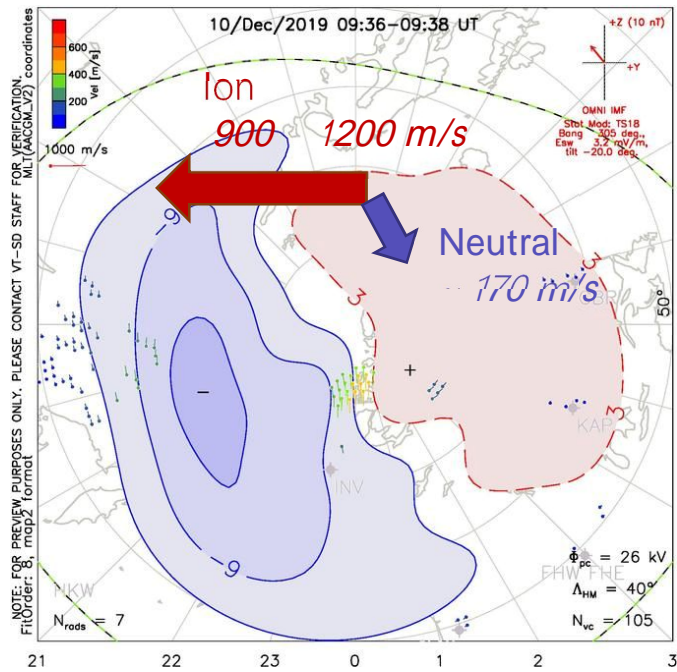 10/Dec/2019 09:36-09:38 UT
+Z (10 nT)
+Y
OMNI IMF
Stat Mod: TS18
Bang 305 deg.,
Esw 3.2 mV/m,
tilt -20.0 deg.
600
400
200
Vel [m/s]
1000 m/s
NOTE: FOR PREVIEW PURPOSES ONLY. PLEASE CONTACT VT-SD STAFF FOR VERIFICATION.
FitOrder: 8, map2 format
MLT(AACGM_V2) coordinates
Ion
900 1200 m/s
Neutral
170 m/s
-9
3
3
3
50°
+
−
-9
GBR
KAP
INV
FHW FHE
HKW
Φpc = 26 kV
ΛHM = 40°
Nrads = 7
Nvc = 105
21 22 23 0 1 2 3